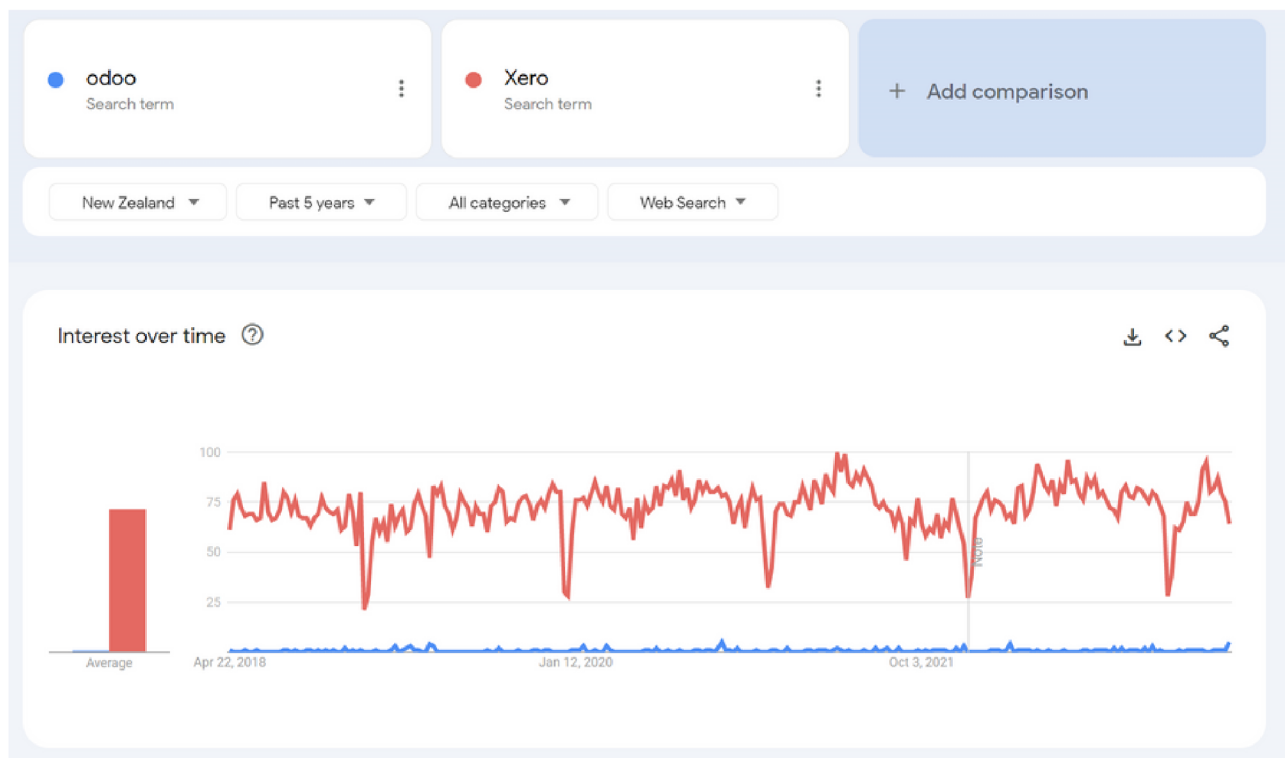 odoo
Search term
Xero
Search term
+ Add comparison
New Zealand
Past 5 years
All categories
Web Search
Interest over time
100
75
50
25
Note
Average
Apr 22, 2018
Jan 12, 2020
Oct 3, 2021